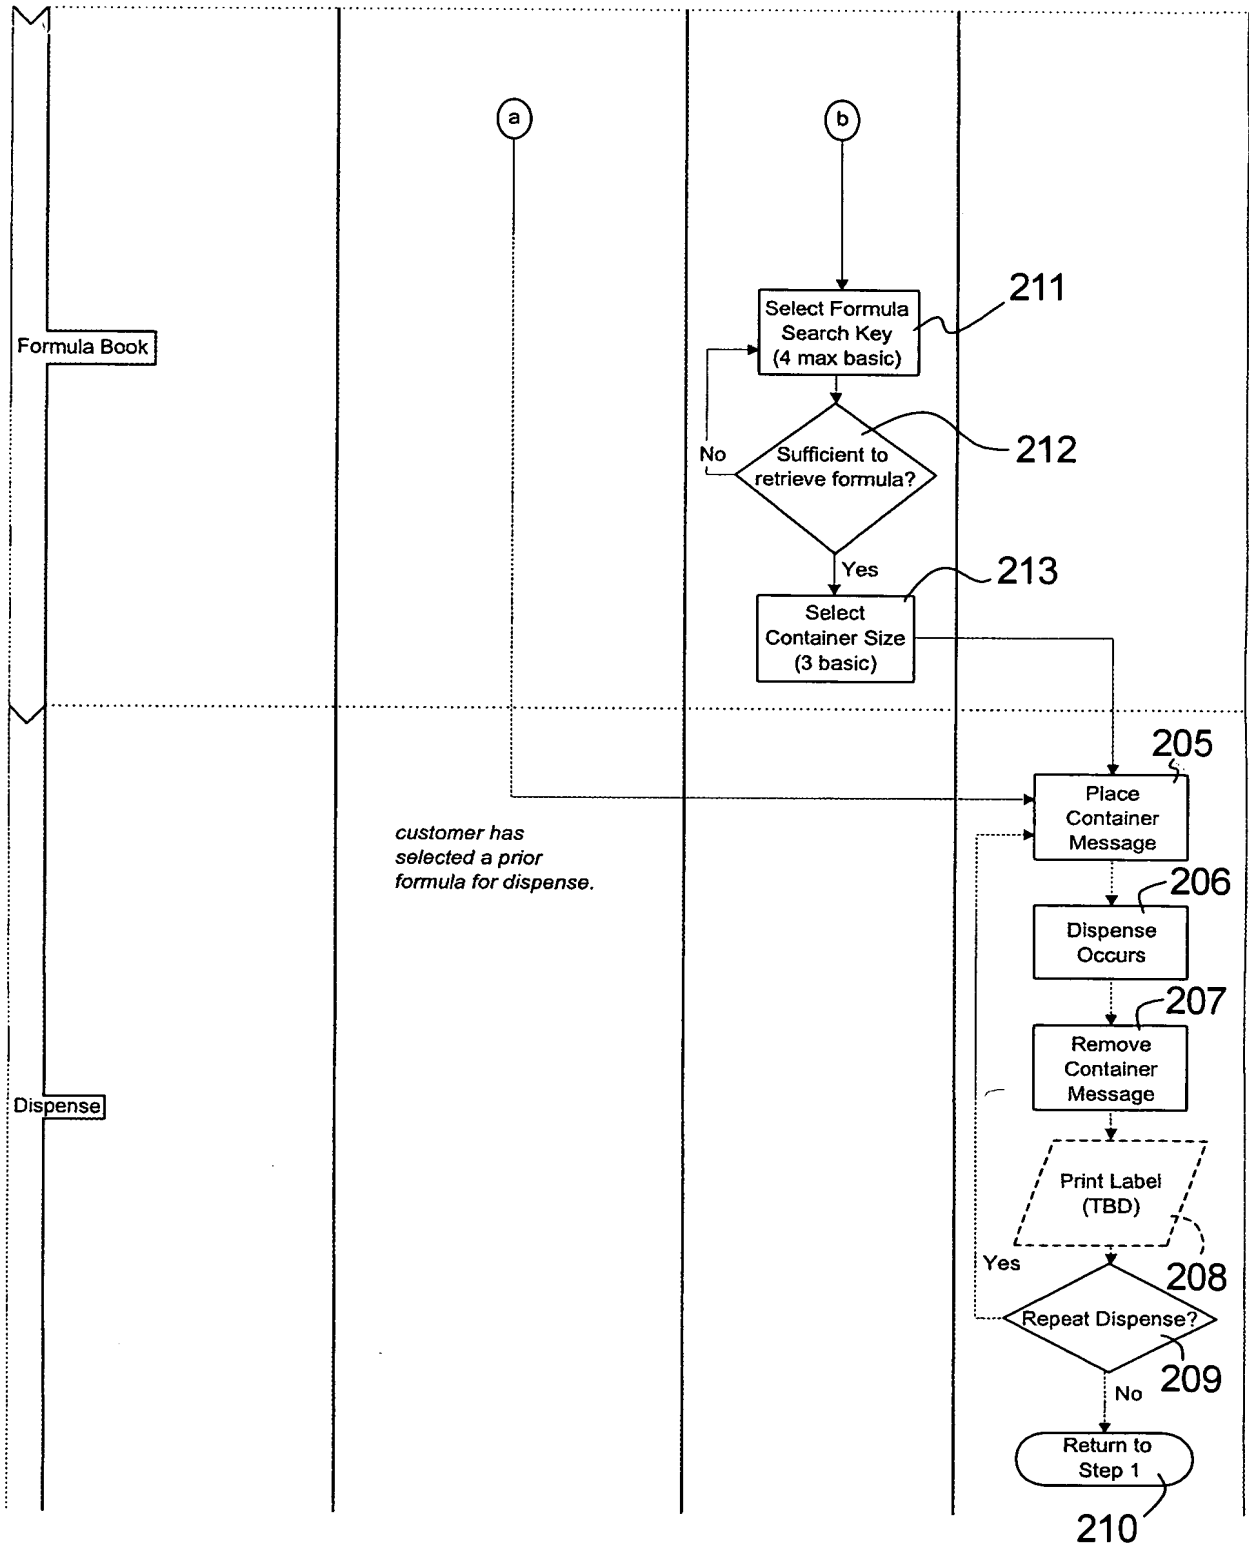 a
b
211
Select Formula
Search Key
(4 max basic)
Formula Book
212
No
Sufficient to
retrieve formula?
Yes
213
Select
Container Size
(3 basic)
205
Place
Container
Message
customer has
selected a prior
formula for dispense.
206
Dispense
Occurs
207
Remove
Container
Message
Dispense
Print Label
(TBD)
Yes
208
Repeat Dispense?
209
No
Return to
Step 1
210